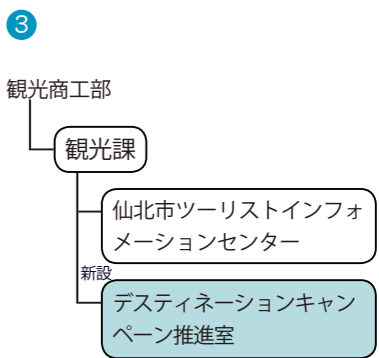 3
観光商工部
観光課
仙北市ツーリストインフォ
メーションセンター
新設
デスティネーションキャン
ペーン推進室